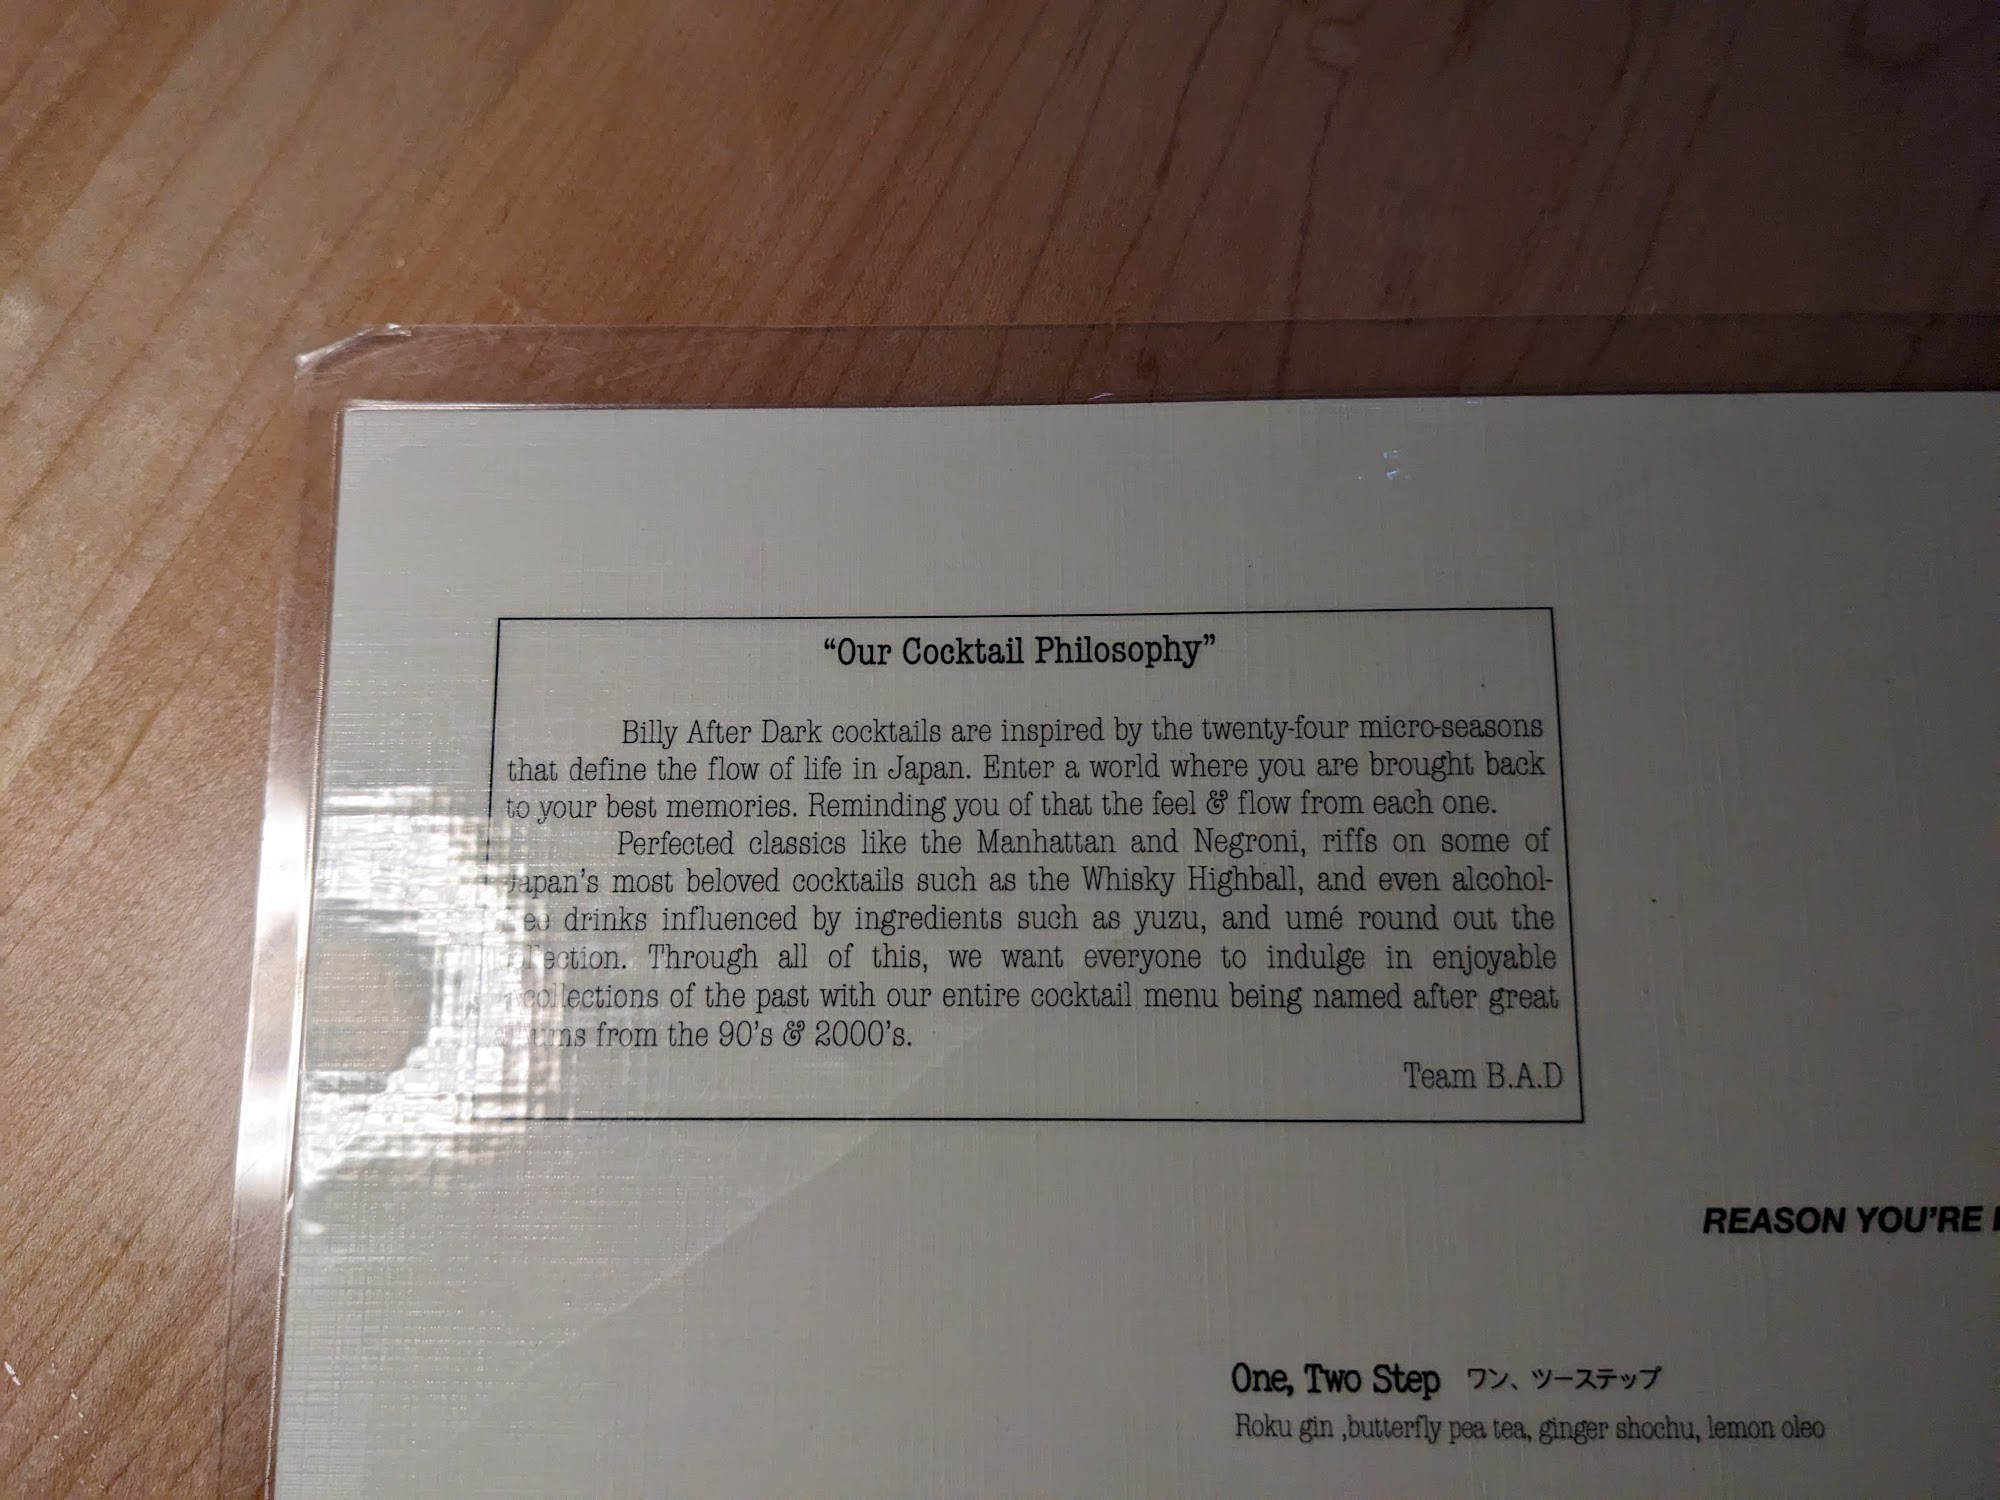 “Our Cocktail Philosophy”
Billy After Dark cocktails are inspired by the twenty-four micro-seasons
that define the flow of life in Japan. Enter a world where you are brought back
to your best memories. Reminding you of that the feel & flow from each one.
Perfected classics like the Manhattan and Negroni, riffs on some of
Japan’s most beloved cocktails such as the Whisky Highball, and even alcohol-
drinks influenced by ingredients such as yuzu, and umé round out the
collection. Through all of this, we want everyone to indulge in enjoyable
recollections of the past with our entire cocktail menu being named after great
albums from the 90’s & 2000’s.
Team B.A.D
REASON YOU’RE
One, Two Step ワン、ツーステップ
Roku gin ,butterfly pea tea, ginger shochu, lemon oleo